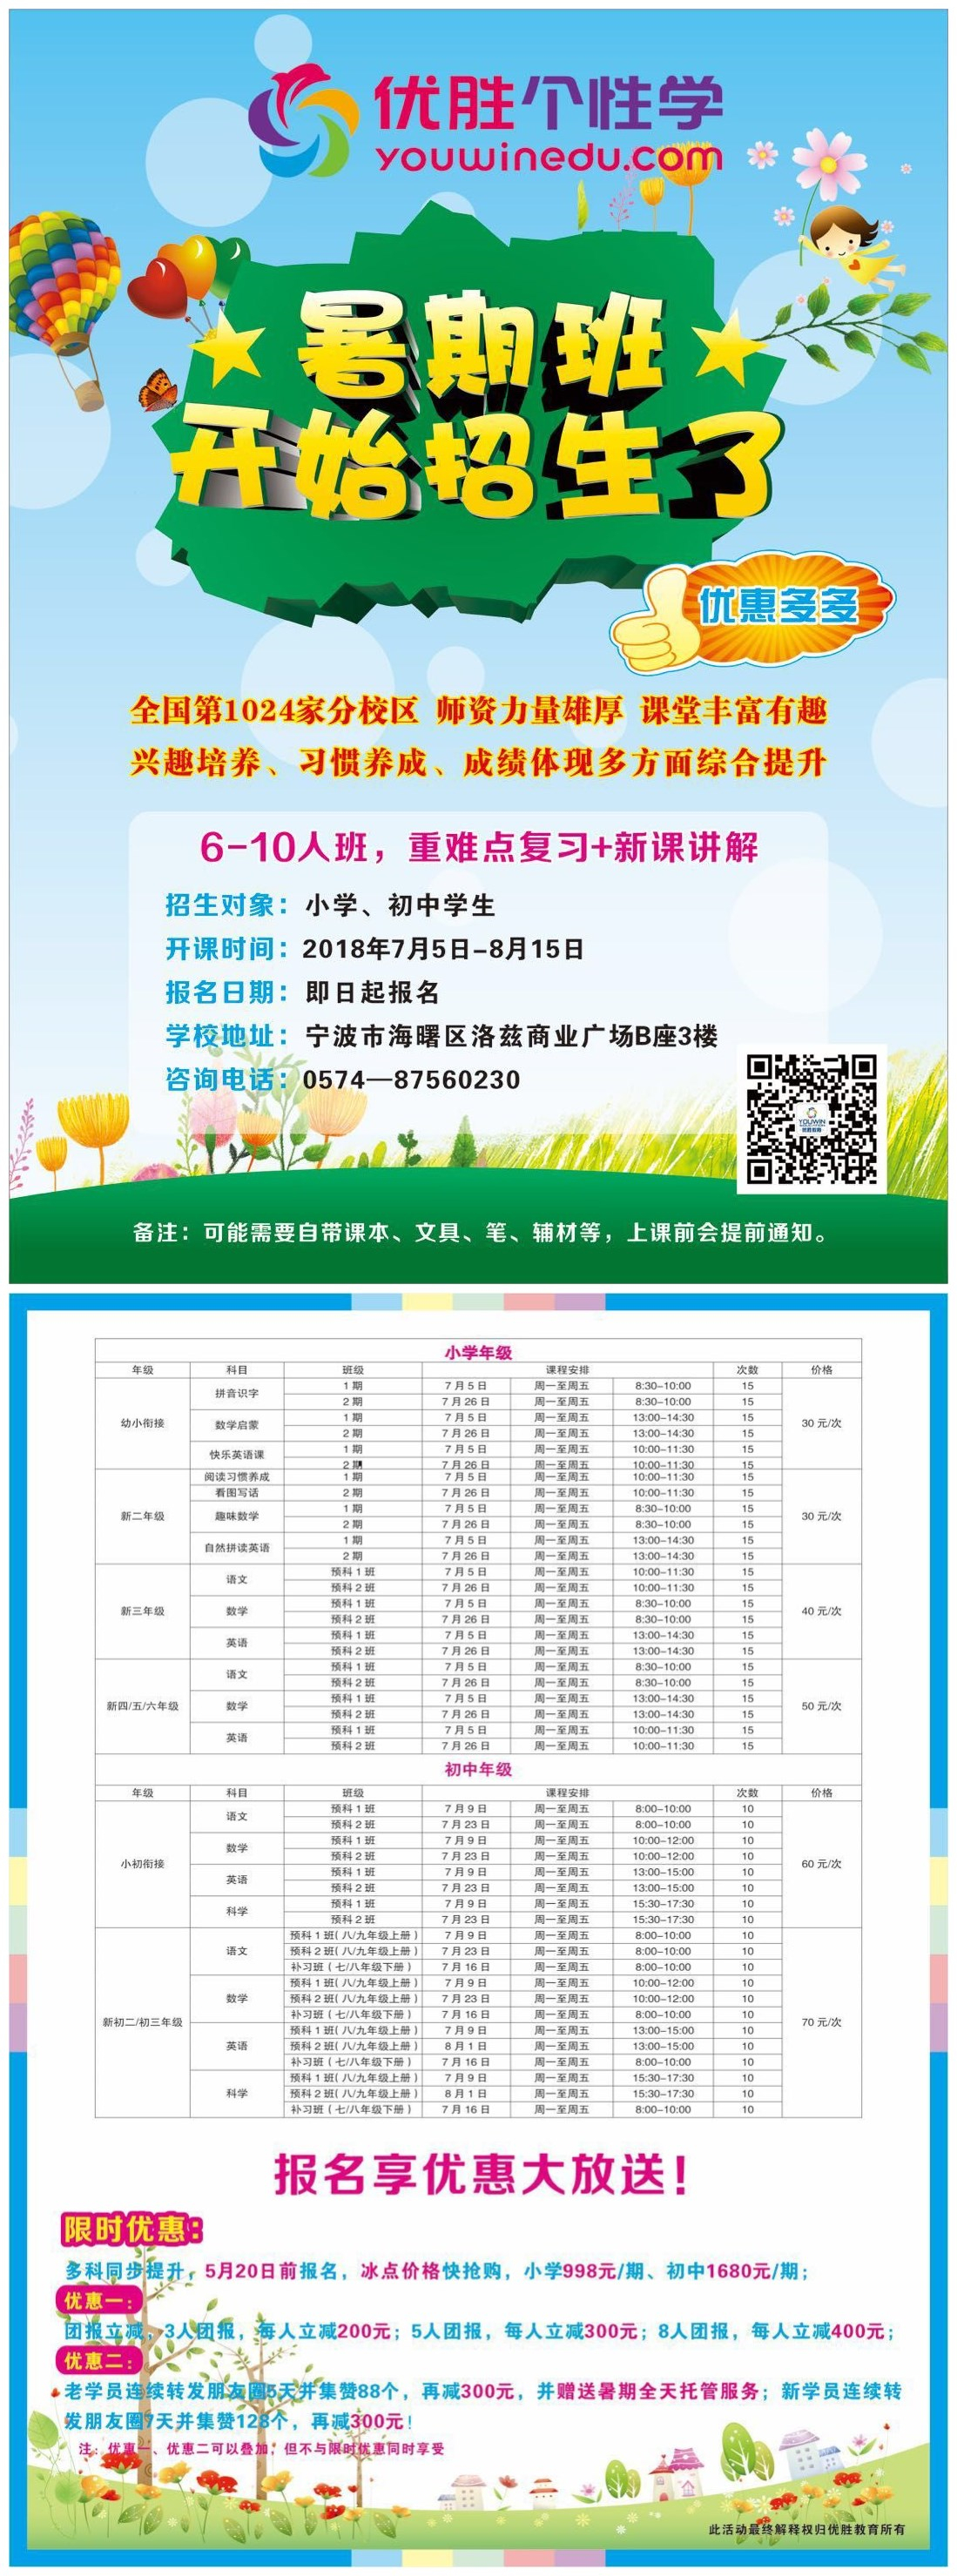 优胜个性学
youwinedu.com
暑期班
开始招生了
优惠多多
全国第1024家分校区 师资力量雄厚 课堂丰富有趣
兴趣培养、习惯养成、成绩体现多方面综合提升
6-10人班，重难点复习+新课讲解
招生对象：小学、初中学生
开课时间：2018年7月5日-8月15日
报名日期：即日起报名
学校地址：宁波市海曙区洛兹商业广场B座3楼
咨询电话：0574—87560230
YOUWIN
备注：可能需要自带课本、文具、笔、辅材等，上课前会提前通知。
小学年级
年级 科目 班级 课程安排 次数 价格
幼小衔接 拼音识字 1期 7月5日 周一至周五 8:30-10:00 15 30元/次
2期 7月26日 周一至周五 8:30-10:00 15
数学启蒙 1期 7月5日 周一至周五 13:00-14:30 15
2期 7月26日 周一至周五 13:00-14:30 15
快乐英语课 1期 7月5日 周一至周五 10:00-11:30 15
2期 7月26日 周一至周五 10:00-11:30 15
新二年级 阅读习惯养成 1期 7月5日 周一至周五 10:00-11:30 15 30元/次
看图写话 2期 7月26日 周一至周五 10:00-11:30 15
趣味数学 1期 7月5日 周一至周五 8:30-10:00 15
2期 7月26日 周一至周五 8:30-10:00 15
自然拼读英语 1期 7月5日 周一至周五 13:00-14:30 15
2期 7月26日 周一至周五 13:00-14:30 15
新三年级 语文 预科1班 7月5日 周一至周五 10:00-11:30 15 40元/次
预科2班 7月26日 周一至周五 10:00-11:30 15
数学 预科1班 7月5日 周一至周五 8:30-10:00 15
预科2班 7月26日 周一至周五 8:30-10:00 15
英语 预科1班 7月5日 周一至周五 13:00-14:30 15
预科2班 7月26日 周一至周五 13:00-14:30 15
新四/五/六年级 语文 预科1班 7月5日 周一至周五 8:30-10:00 15 50元/次
预科2班 7月26日 周一至周五 8:30-10:00 15
数学 预科1班 7月5日 周一至周五 13:00-14:30 15
预科2班 7月26日 周一至周五 13:00-14:30 15
英语 预科1班 7月5日 周一至周五 10:00-11:30 15
预科2班 7月26日 周一至周五 10:00-11:30 15
初中年级
年级 科目 班级 课程安排 次数 价格
小初衔接 语文 预科1班 7月9日 周一至周五 8:00-10:00 10 60元/次
预科2班 7月23日 周一至周五 8:00-10:00 10
数学 预科1班 7月9日 周一至周五 10:00-12:00 10
预科2班 7月23日 周一至周五 10:00-12:00 10
英语 预科1班 7月9日 周一至周五 13:00-15:00 10
预科2班 7月23日 周一至周五 13:00-15:00 10
科学 预科1班 7月9日 周一至周五 15:30-17:30 10
预科2班 7月23日 周一至周五 15:30-17:30 10
新初二/初三年级 语文 预科1班（八/九年级上册） 7月9日 周一至周五 8:00-10:00 10 70元/次
预科2班（八/九年级上册） 7月23日 周一至周五 8:00-10:00 10
补习班（七/八年级下册） 7月16日 周一至周五 8:00-10:00 10
数学 预科1班（八/九年级上册） 7月9日 周一至周五 10:00-12:00 10
预科2班（八/九年级上册） 7月23日 周一至周五 10:00-12:00 10
补习班（七/八年级下册） 7月16日 周一至周五 8:00-10:00 10
英语 预科1班（八/九年级上册） 7月9日 周一至周五 13:00-15:00 10
预科2班（八/九年级上册） 8月1日 周一至周五 13:00-15:00 10
补习班（七/八年级下册） 7月16日 周一至周五 8:00-10:00 10
科学 预科1班（八/九年级上册） 7月9日 周一至周五 15:30-17:30 10
预科2班（八/九年级上册） 8月1日 周一至周五 15:30-17:30 10
补习班（七/八年级下册） 7月16日 周一至周五 8:00-10:00 10
报名享优惠大放送！
限时优惠：
多科同步提升，5月20日前报名，冰点价格快抢购，小学998元/期、初中1680元/期；
优惠一：
团报立减，3人团报，每人立减200元；5人团报，每人立减300元；8人团报，每人立减400元；
优惠二：
老学员连续转发朋友圈5天并集赞88个，再减300元，并赠送暑期全天托管服务；新学员连续转
发朋友圈7天并集赞128个，再减300元！
注：优惠一、优惠二可以叠加，但不与限时优惠同时享受
此活动最终解释权归优胜教育所有